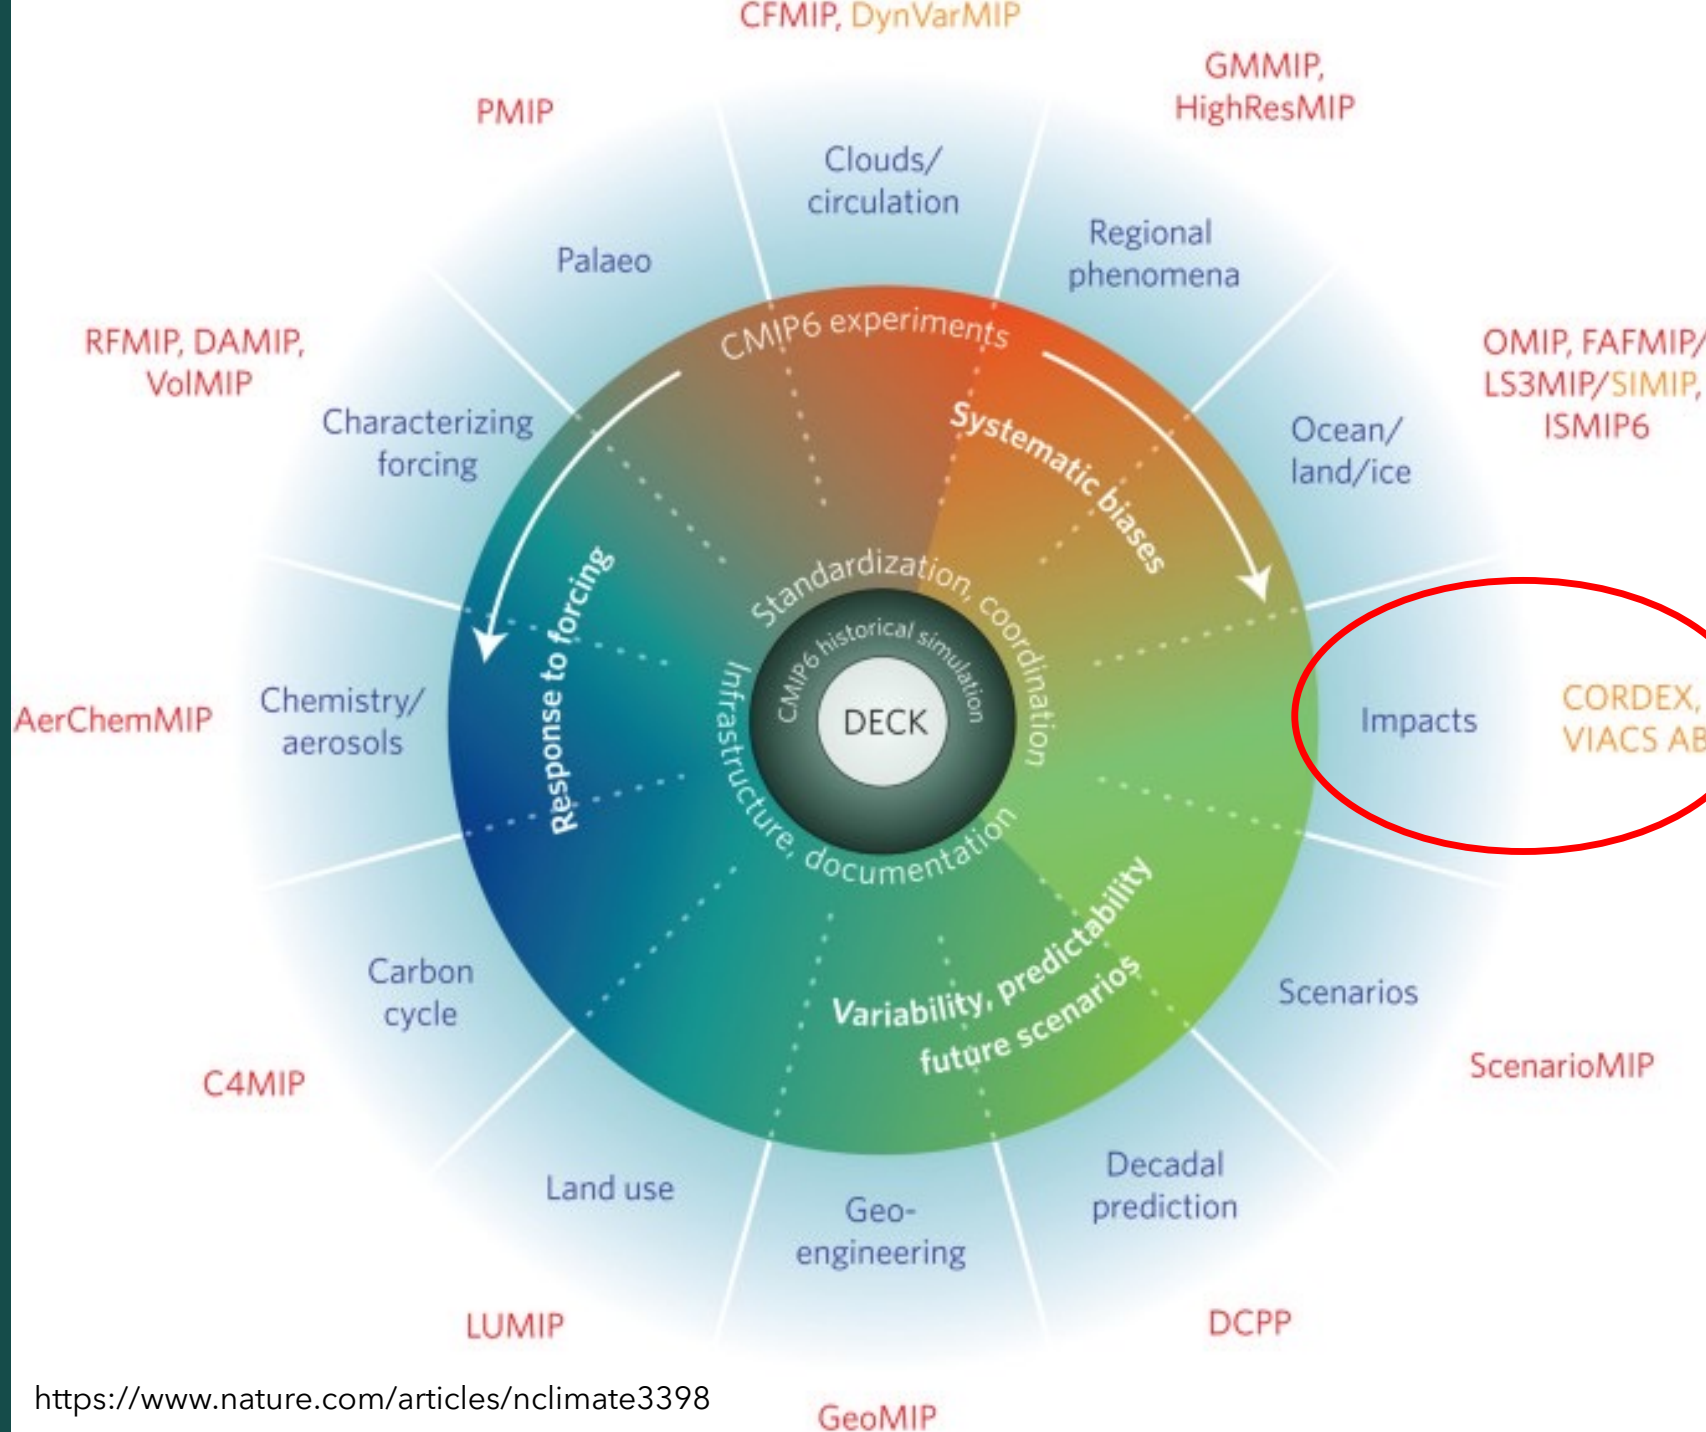 CFMIP, DynVarMIP
GMMIP,
HighResMIP
PMIP
Clouds/
circulation
Regional
phenomena
Palaeo
CMIP6 experiments
RFMIP, DAMIP,
VolMIP
OMIP, FAFMIP/
LS3MIP/SIMIP,
ISMIP6
Characterizing
forcing
Systematic biases
Ocean/
land/ice
Standardization, coordination
Response to forcing
CMIP6 historical simulation
DECK
AerChemMIP
Chemistry/
aerosols
Impacts
CORDEX,
VIACS AB
Infrastructure, documentation
Variability, predictability
future scenarios
Carbon
cycle
Scenarios
C4MIP
ScenarioMIP
Land use
Geo-
engineering
Decadal
prediction
LUMIP
DCPP
https://www.nature.com/articles/nclimate3398
GeoMIP